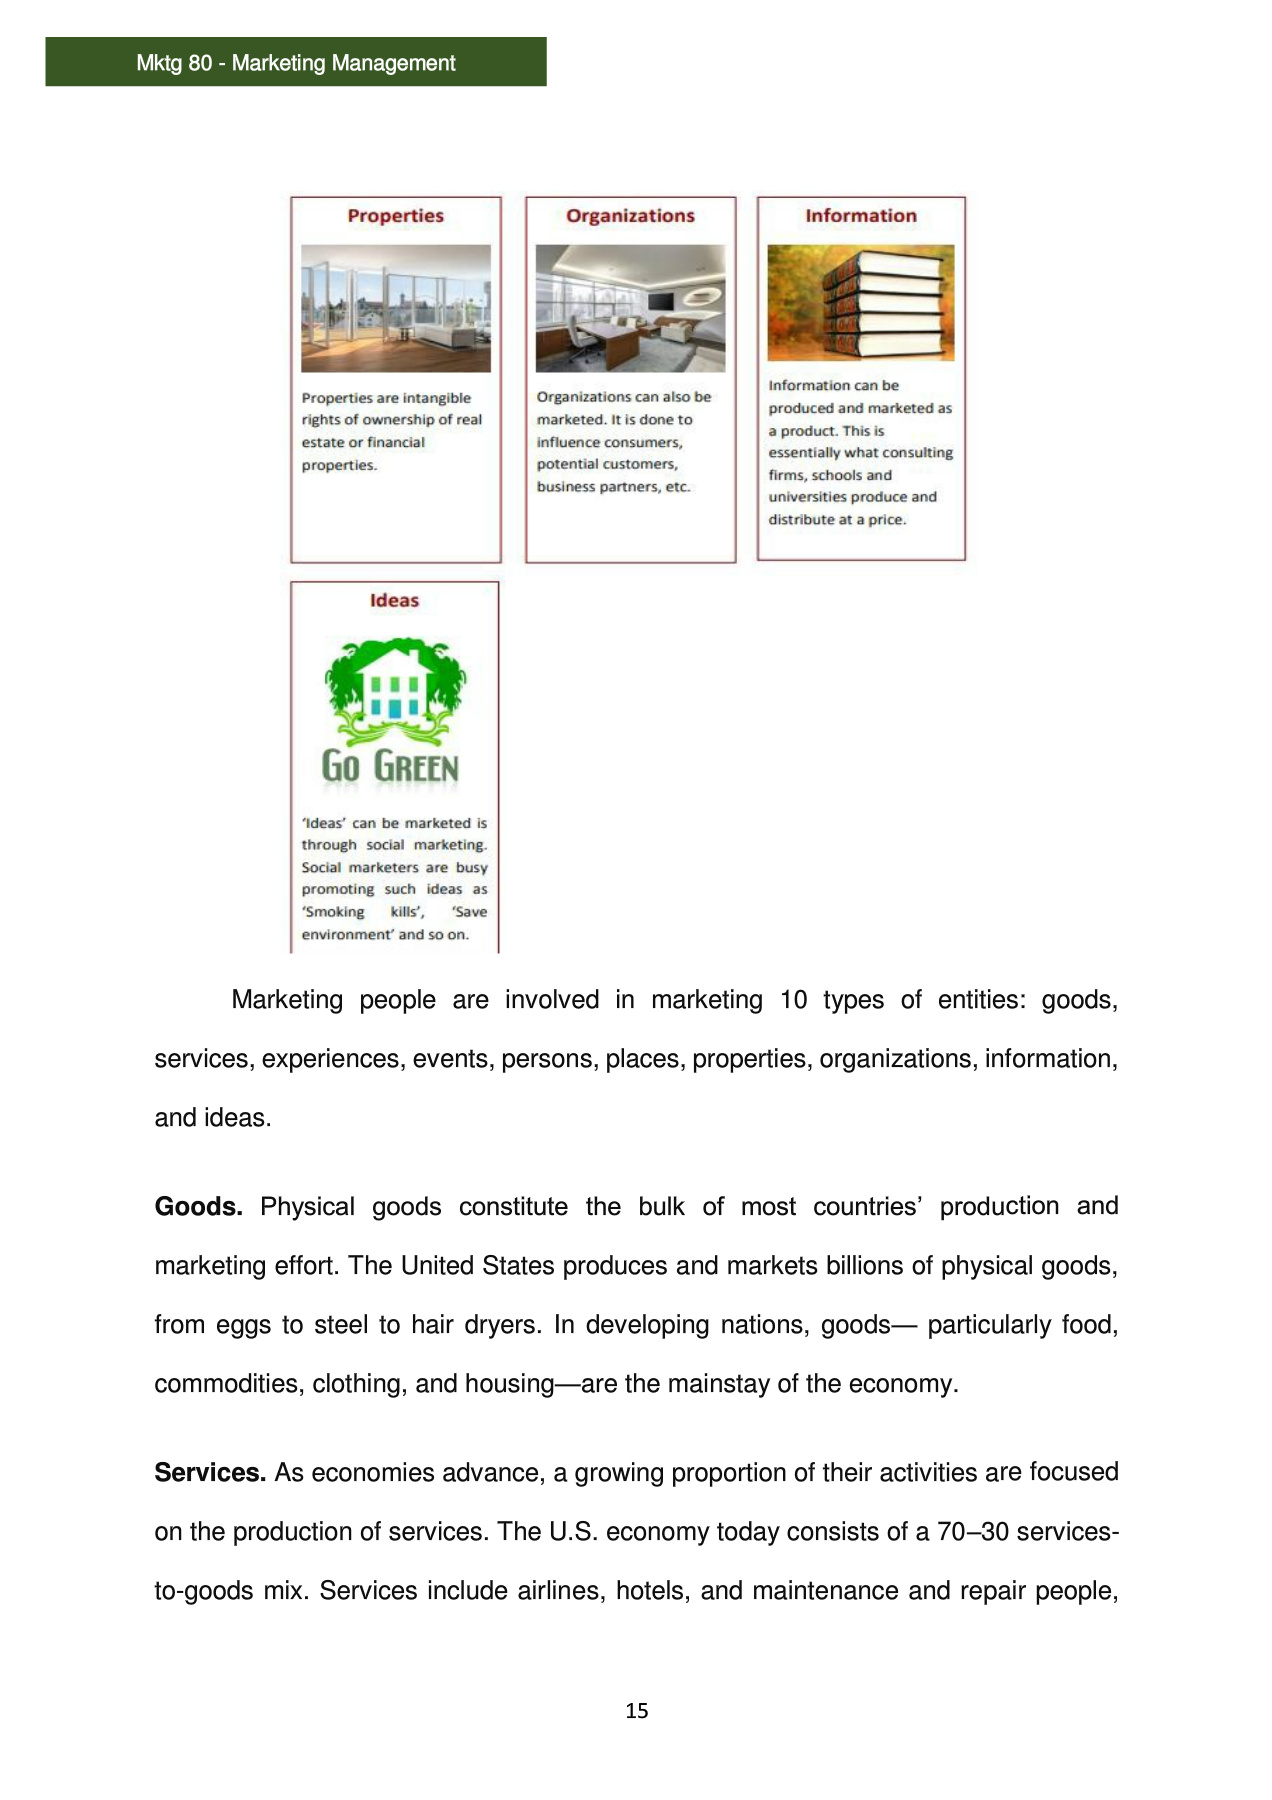 Mktg 80 - Marketing Management
Properties
Properties are intangible
rights of ownership of real
estate or financial
properties.
Organizations
Organizations can also be
marketed. It is done to
influence consumers,
potential customers,
business partners, etc.
Information
Information can be
produced and marketed as
a product. This is
essentially what consulting
firms, schools and
universities produce and
distribute at a price.
Ideas
GO GREEN
‘Ideas’ can be marketed is
through social marketing.
Social marketers are busy
promoting such ideas as
‘Smoking kills’, ‘Save
environment’ and so on.
Marketing people are involved in marketing 10 types of entities: goods,
services, experiences, events, persons, places, properties, organizations, information,
and ideas.
Goods. Physical goods constitute the bulk of most countries’ production and
marketing effort. The United States produces and markets billions of physical goods,
from eggs to steel to hair dryers. In developing nations, goods— particularly food,
commodities, clothing, and housing—are the mainstay of the economy.
Services. As economies advance, a growing proportion of their activities are focused
on the production of services. The U.S. economy today consists of a 70–30 services-
to-goods mix. Services include airlines, hotels, and maintenance and repair people,
15